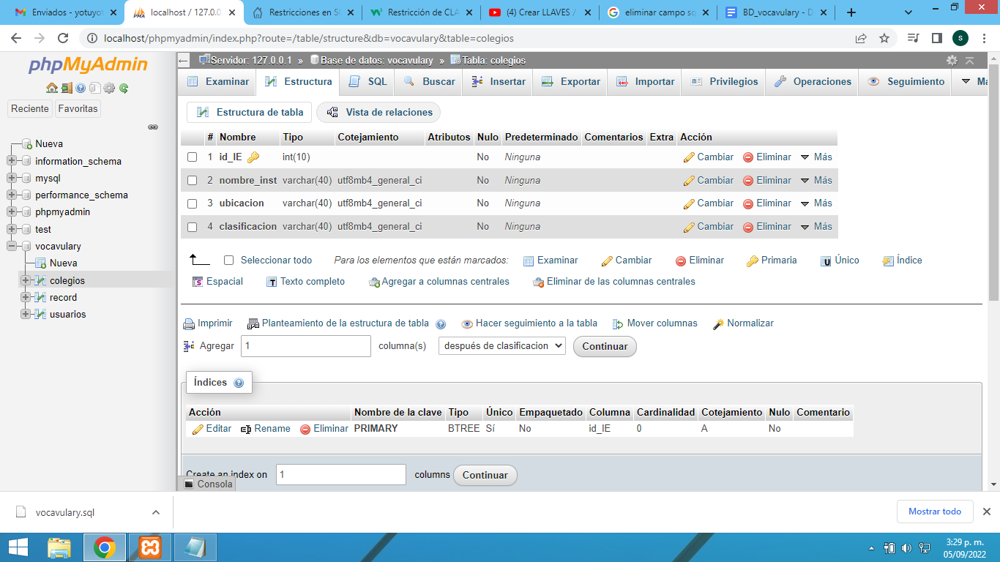 Enviados - yotuyot
localhost / 127.0.0
Restricciones en SQ
Restricción de CLA
(4) Crear LLAVES /
eliminar campo sq
BD_vocavulary - D
localhost/phpmyadmin/index.php?route=/table/structure&db=vocavulary&table=colegios
S
phpMyAdmin
Reciente Favoritas
Nueva
information_schema
mysql
performance_schema
phpmyadmin
test
vocavulary
Nueva
colegios
record
usuarios
Servidor: 127.0.0.1 » Base de datos: vocavulary » Tabla: colegios
Examinar Estructura SQL Buscar Insertar Exportar Importar Privilegios Operaciones Seguimiento Má
Estructura de tabla Vista de relaciones
# Nombre Tipo Cotejamiento Atributos Nulo Predeterminado Comentarios Extra Acción
1 id_IE int(10) No Ninguna Cambiar Eliminar Más
2 nombre_inst varchar(40) utf8mb4_general_ci No Ninguna Cambiar Eliminar Más
3 ubicacion varchar(40) utf8mb4_general_ci No Ninguna Cambiar Eliminar Más
4 clasificacion varchar(40) utf8mb4_general_ci No Ninguna Cambiar Eliminar Más
Seleccionar todo Para los elementos que están marcados: Examinar Cambiar Eliminar Primaria Único Índice
Espacial Texto completo Agregar a columnas centrales Eliminar de las columnas centrales
Imprimir Planteamiento de la estructura de tabla Hacer seguimiento a la tabla Mover columnas Normalizar
Agregar 1 columna(s) después de clasificacion Continuar
Índices
Acción Nombre de la clave Tipo Único Empaquetado Columna Cardinalidad Cotejamiento Nulo Comentario
Editar Rename Eliminar PRIMARY BTREE Sí No id_IE 0 A No
Create an index on 1 columns Continuar
Consola
vocavulary.sql
Mostrar todo
3:29 p. m.
05/09/2022